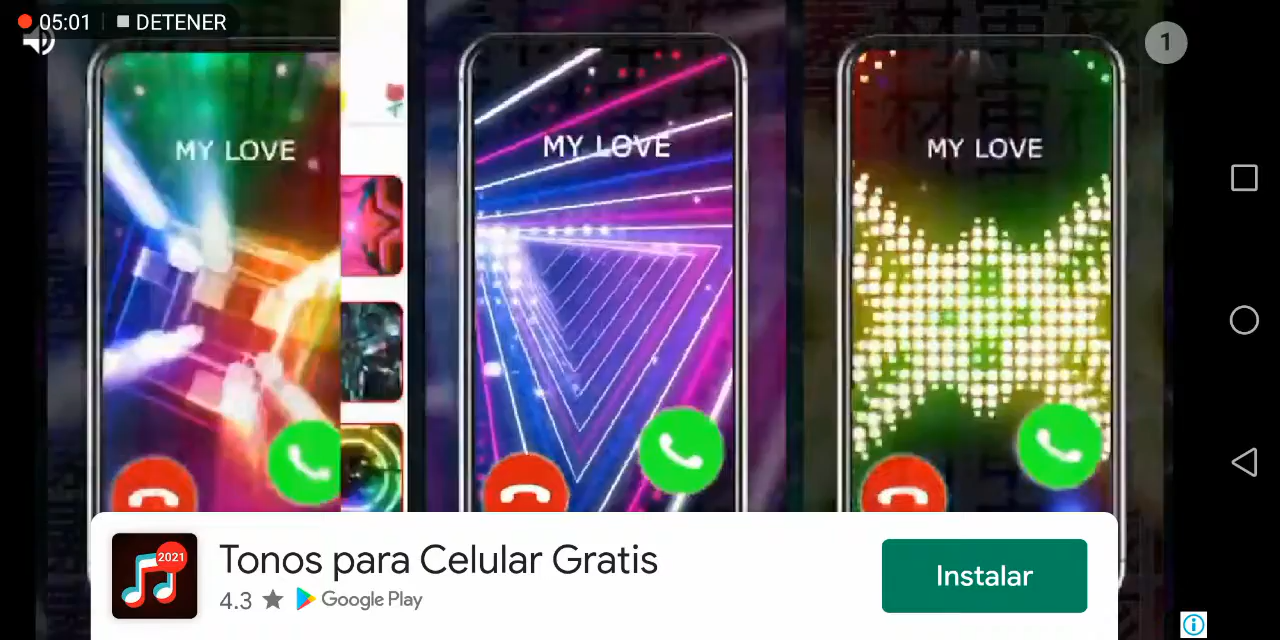 05:01 DETENER
1
MY LOVE
MY LOVE
MY LOVE
2021
Tonos para Celular Gratis
4.3 Google Play
Instalar